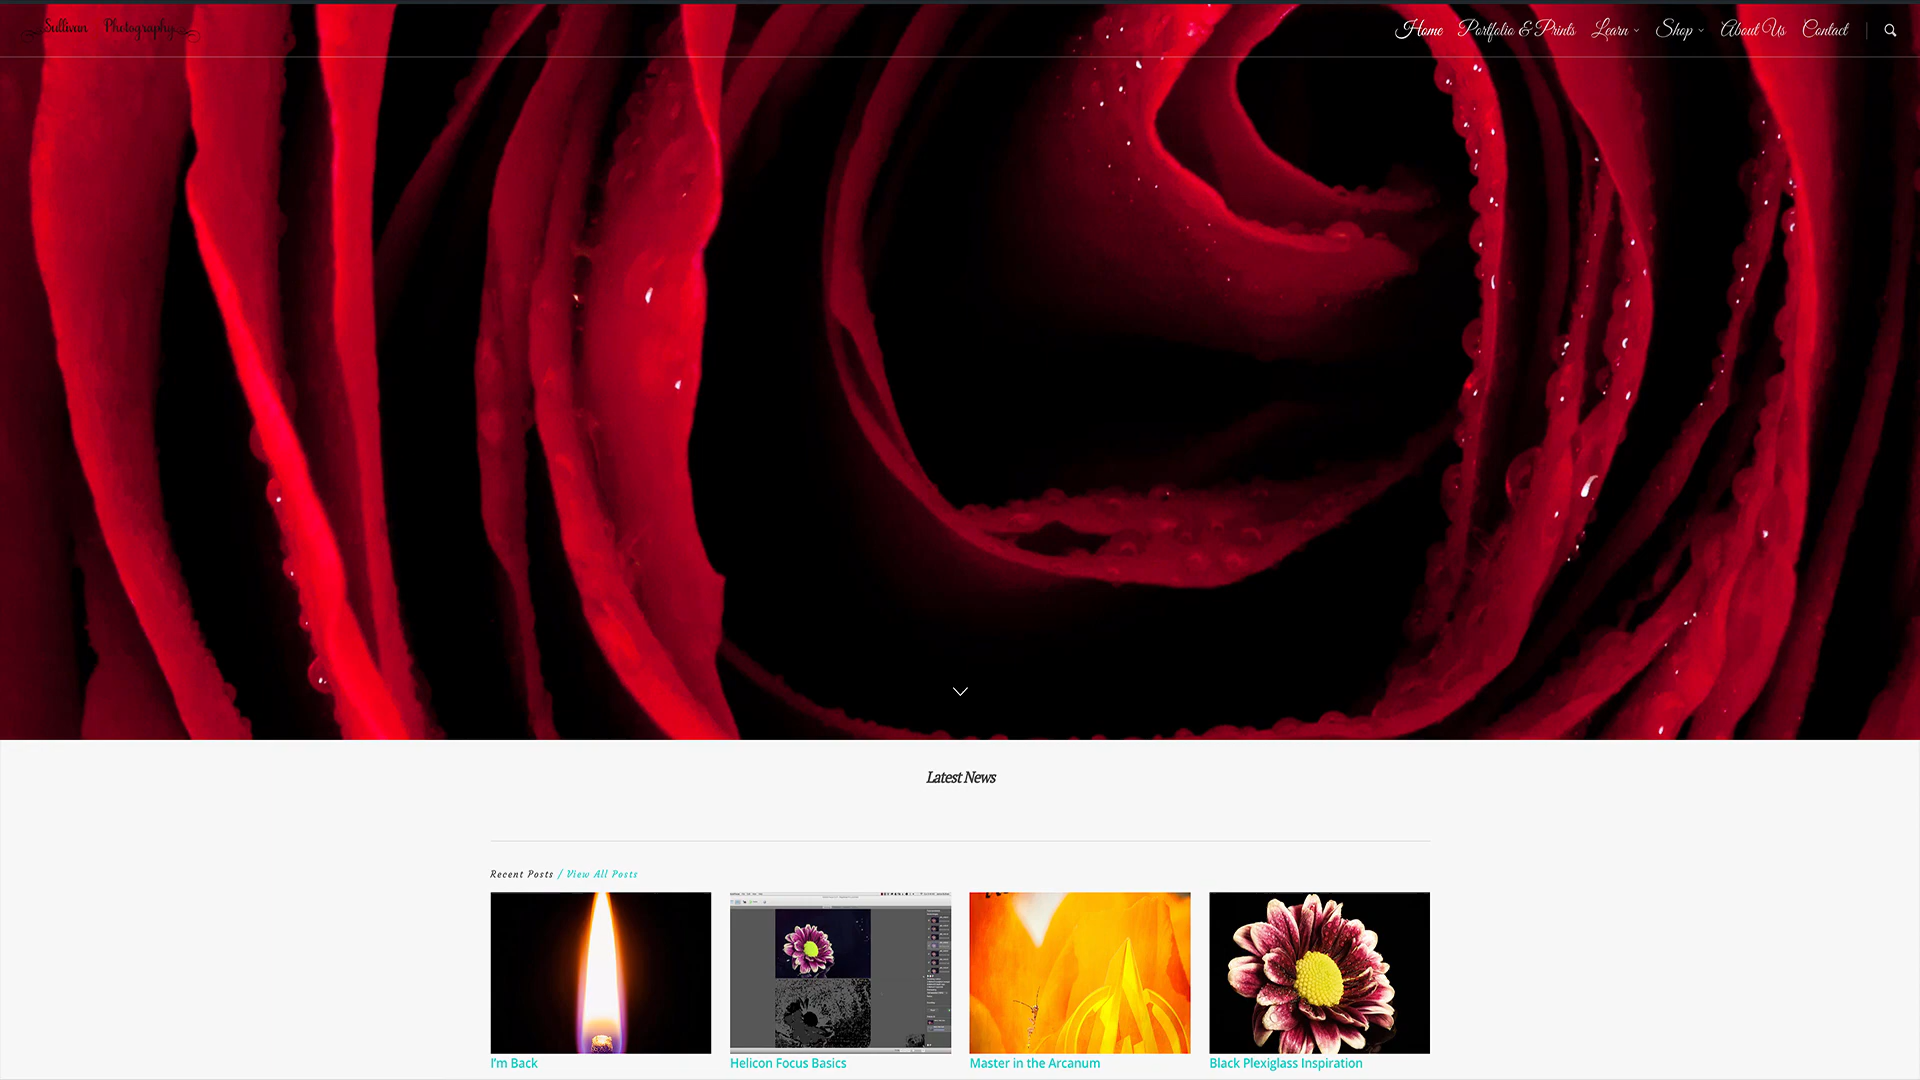 Sullivan Photography
Home Portfolio & Prints Learn Shop About Us Contact
Latest News
Recent Posts / View All Posts
I'm Back
Helicon Focus Basics
Master in the Arcanum
Black Plexiglass Inspiration